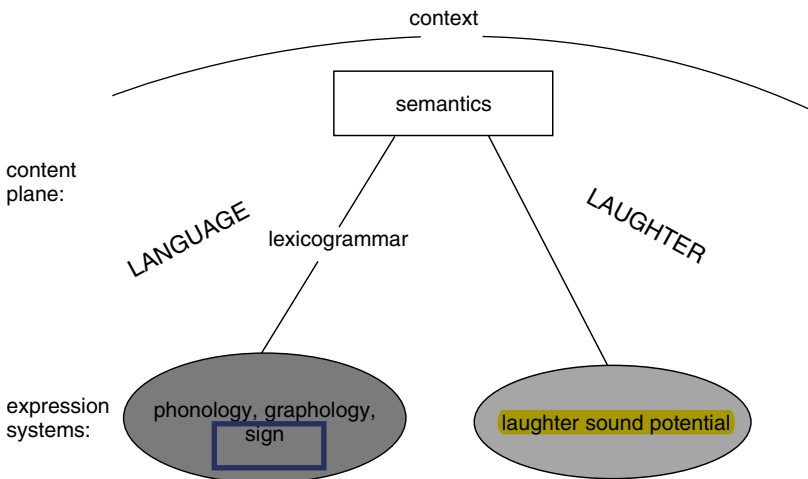 context
semantics
content
plane:
LANGUAGE
LAUGHTER
lexicogrammar
expression
systems:
phonology, graphology,
sign
laughter sound potential